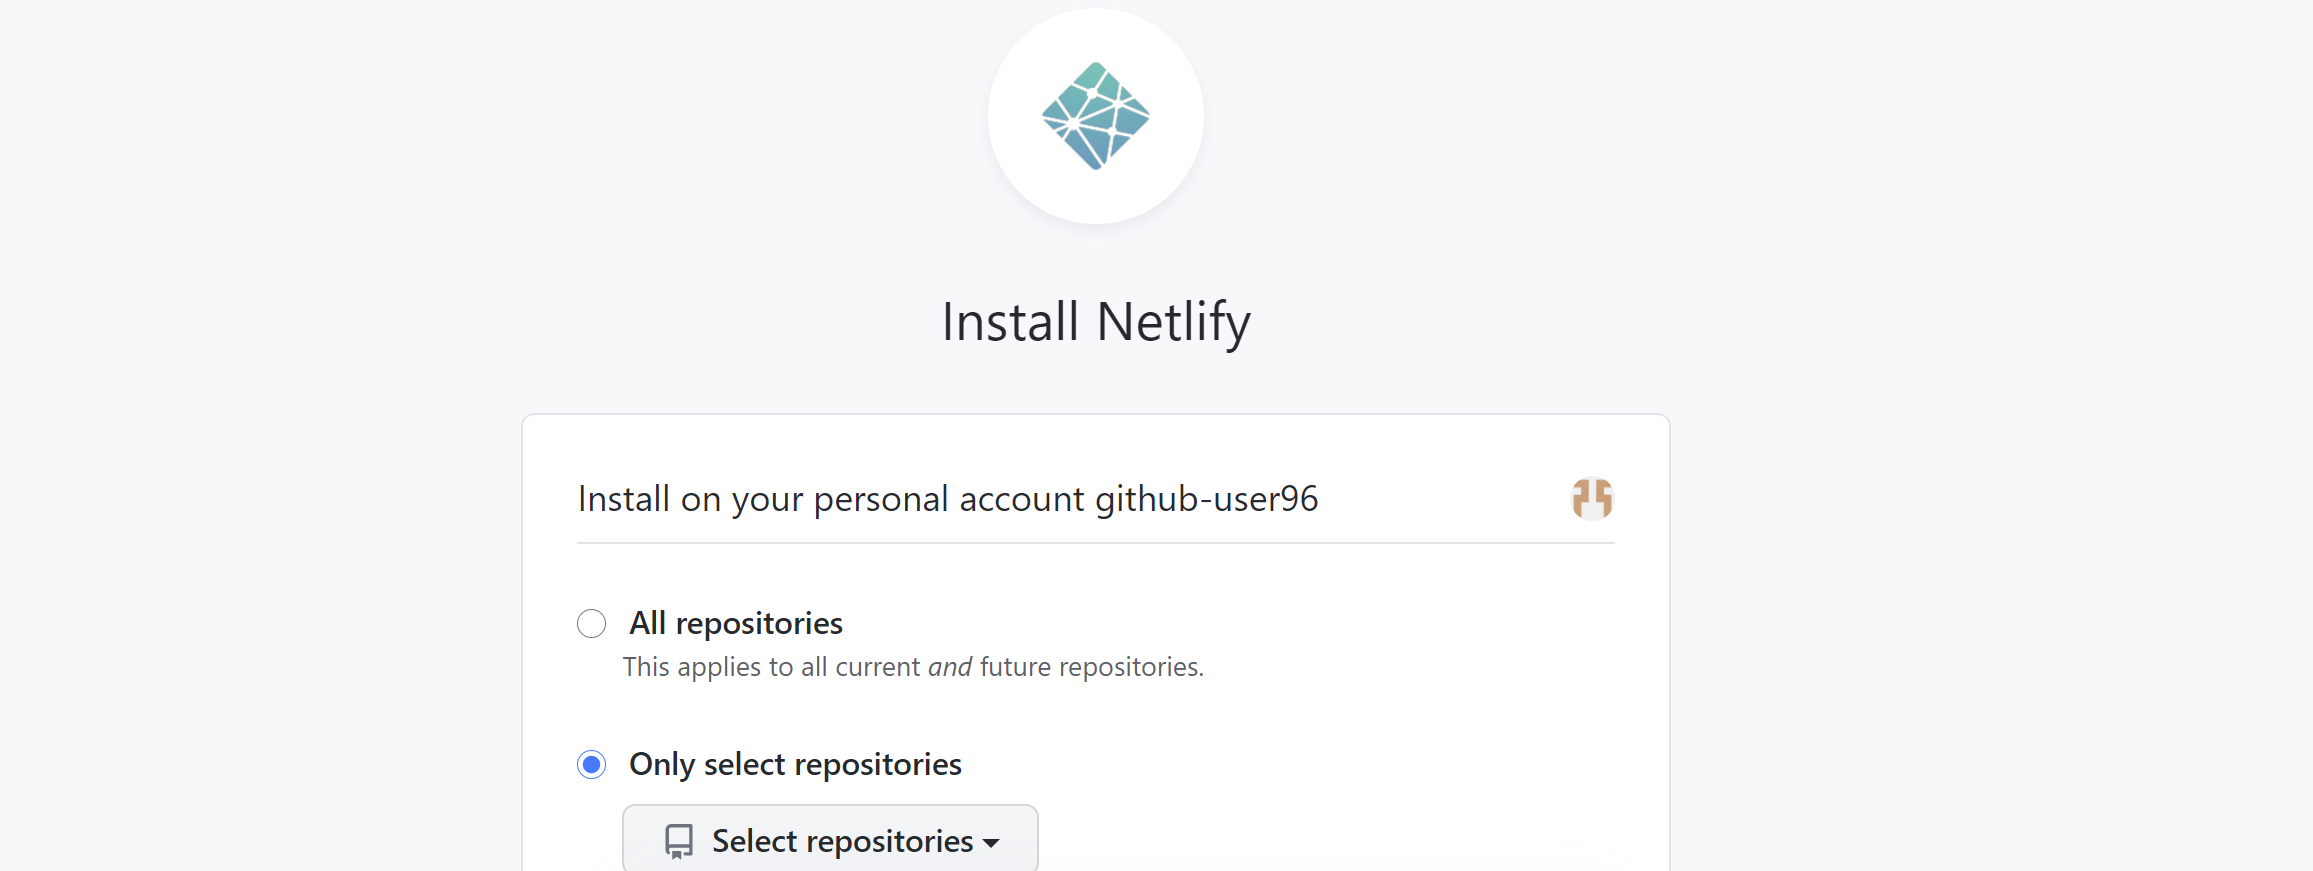 Install Netlify
Install on your personal account github-user96
All repositories
This applies to all current and future repositories.
Only select repositories
Select repositories